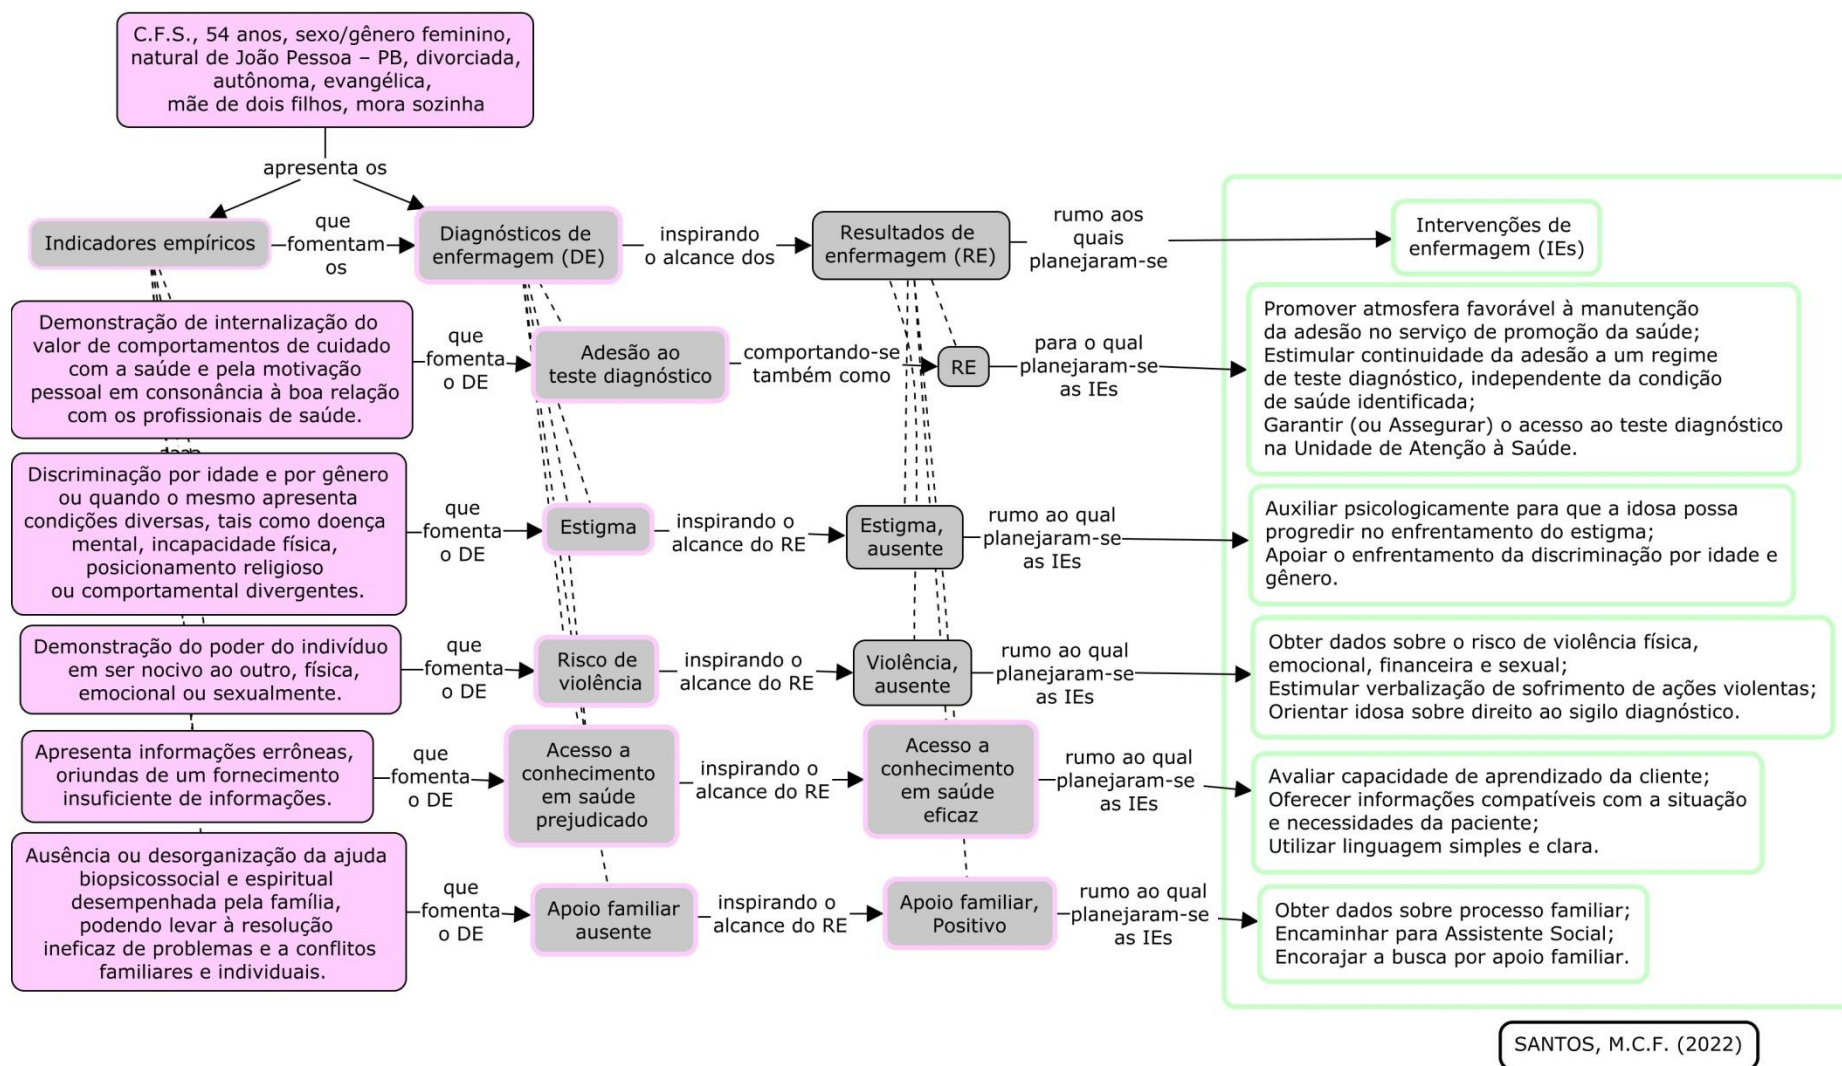 C.F.S., 54 anos, sexo/gênero feminino,
natural de João Pessoa – PB, divorciada,
autônoma, evangélica,
mãe de dois filhos, mora sozinha
apresenta os
Indicadores empíricos
que
fomentam
os
Diagnósticos de
enfermagem (DE)
inspirando
o alcance dos
Resultados de
enfermagem (RE)
rumo aos
quais
planejaram-se
Intervenções de
enfermagem (IEs)
Demonstração de internalização do
valor de comportamentos de cuidado
com a saúde e pela motivação
pessoal em consonância à boa relação
com os profissionais de saúde.
que
fomenta
o DE
Adesão ao
teste diagnóstico
comportando-se
também como
RE
para o qual
planejaram-se
as IEs
Promover atmosfera favorável à manutenção
da adesão no serviço de promoção da saúde;
Estimular continuidade da adesão a um regime
de teste diagnóstico, independente da condição
de saúde identificada;
Garantir (ou Assegurar) o acesso ao teste diagnóstico
na Unidade de Atenção à Saúde.
Discriminação por idade e por gênero
ou quando o mesmo apresenta
condições diversas, tais como doença
mental, incapacidade física,
posicionamento religioso
ou comportamental divergentes.
que
fomenta
o DE
Estigma
inspirando o
alcance do RE
Estigma,
ausente
rumo ao qual
planejaram-se
as IEs
Auxiliar psicologicamente para que a idosa possa
progredir no enfrentamento do estigma;
Apoiar o enfrentamento da discriminação por idade e
gênero.
Demonstração do poder do indivíduo
em ser nocivo ao outro, física,
emocional ou sexualmente.
que
fomenta
o DE
Risco de
violência
inspirando o
alcance do RE
Violência,
ausente
rumo ao qual
planejaram-se
as IEs
Obter dados sobre o risco de violência física,
emocional, financeira e sexual;
Estimular verbalização de sofrimento de ações violentas;
Orientar idosa sobre direito ao sigilo diagnóstico.
Apresenta informações errôneas,
oriundas de um fornecimento
insuficiente de informações.
que
fomenta
o DE
Acesso a
conhecimento
em saúde
prejudicado
inspirando o
alcance do RE
Acesso a
conhecimento
em saúde
eficaz
rumo ao qual
planejaram-se
as IEs
Avaliar capacidade de aprendizado da cliente;
Oferecer informações compatíveis com a situação
e necessidades da paciente;
Utilizar linguagem simples e clara.
Ausência ou desorganização da ajuda
biopsicossocial e espiritual
desempenhada pela família,
podendo levar à resolução
ineficaz de problemas e a conflitos
familiares e individuais.
que
fomenta
o DE
Apoio familiar
ausente
inspirando o
alcance do RE
Apoio familiar,
Positivo
rumo ao qual
planejaram-se
as IEs
Obter dados sobre processo familiar;
Encaminhar para Assistente Social;
Encorajar a busca por apoio familiar.
SANTOS, M.C.F. (2022)